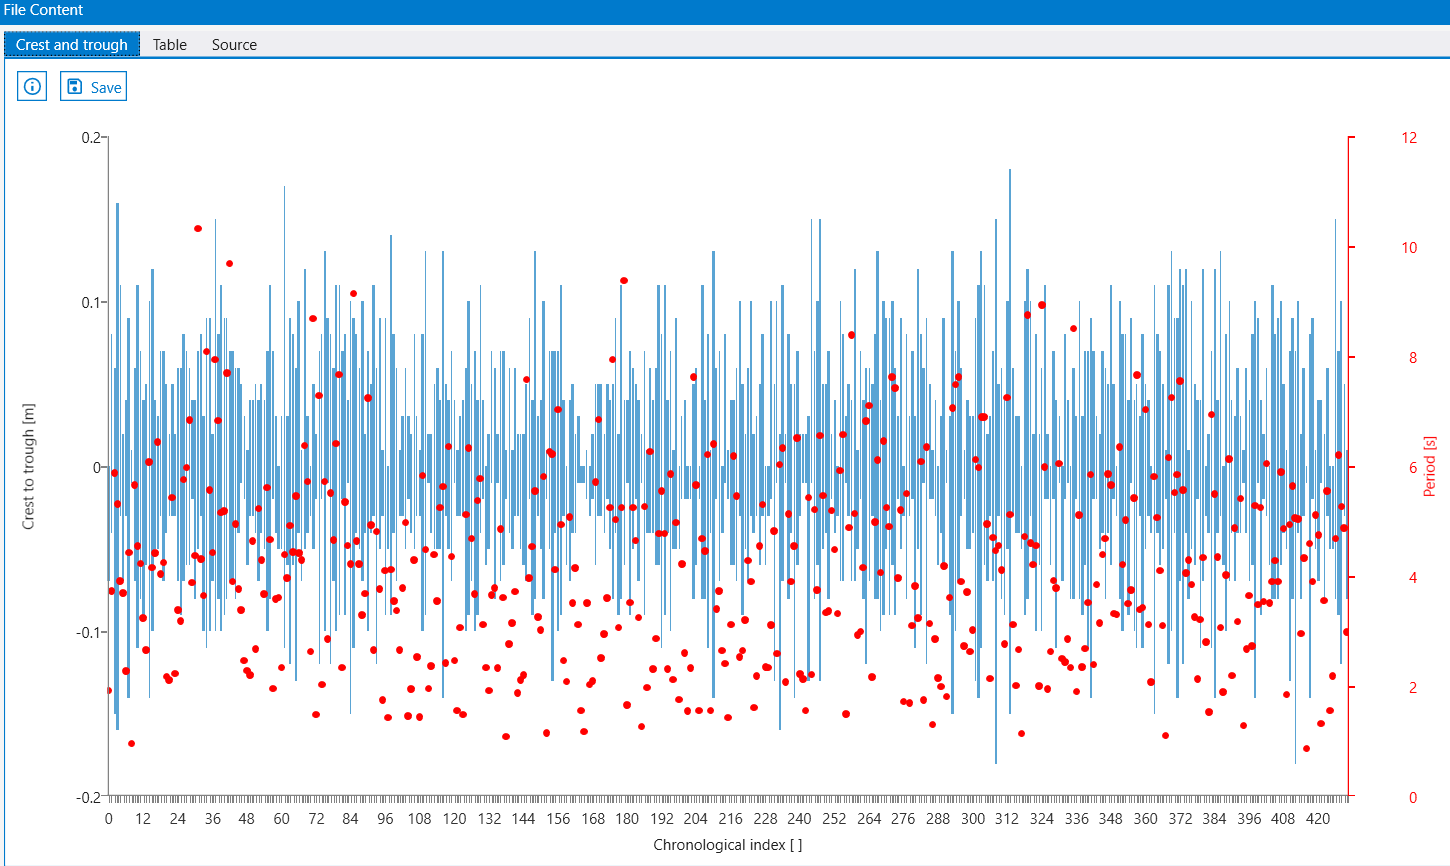 File Content
Crest and trough Table Source
Save
0.2
0.1
0
-0.1
-0.2
Crest to trough [m]
12
10
8
6
4
2
0
Period [s]
0 12 24 36 48 60 72 84 96 108 120 132 144 156 168 180 192 204 216 228 240 252 264 276 288 300 312 324 336 348 360 372 384 396 408 420
Chronological index [ ]